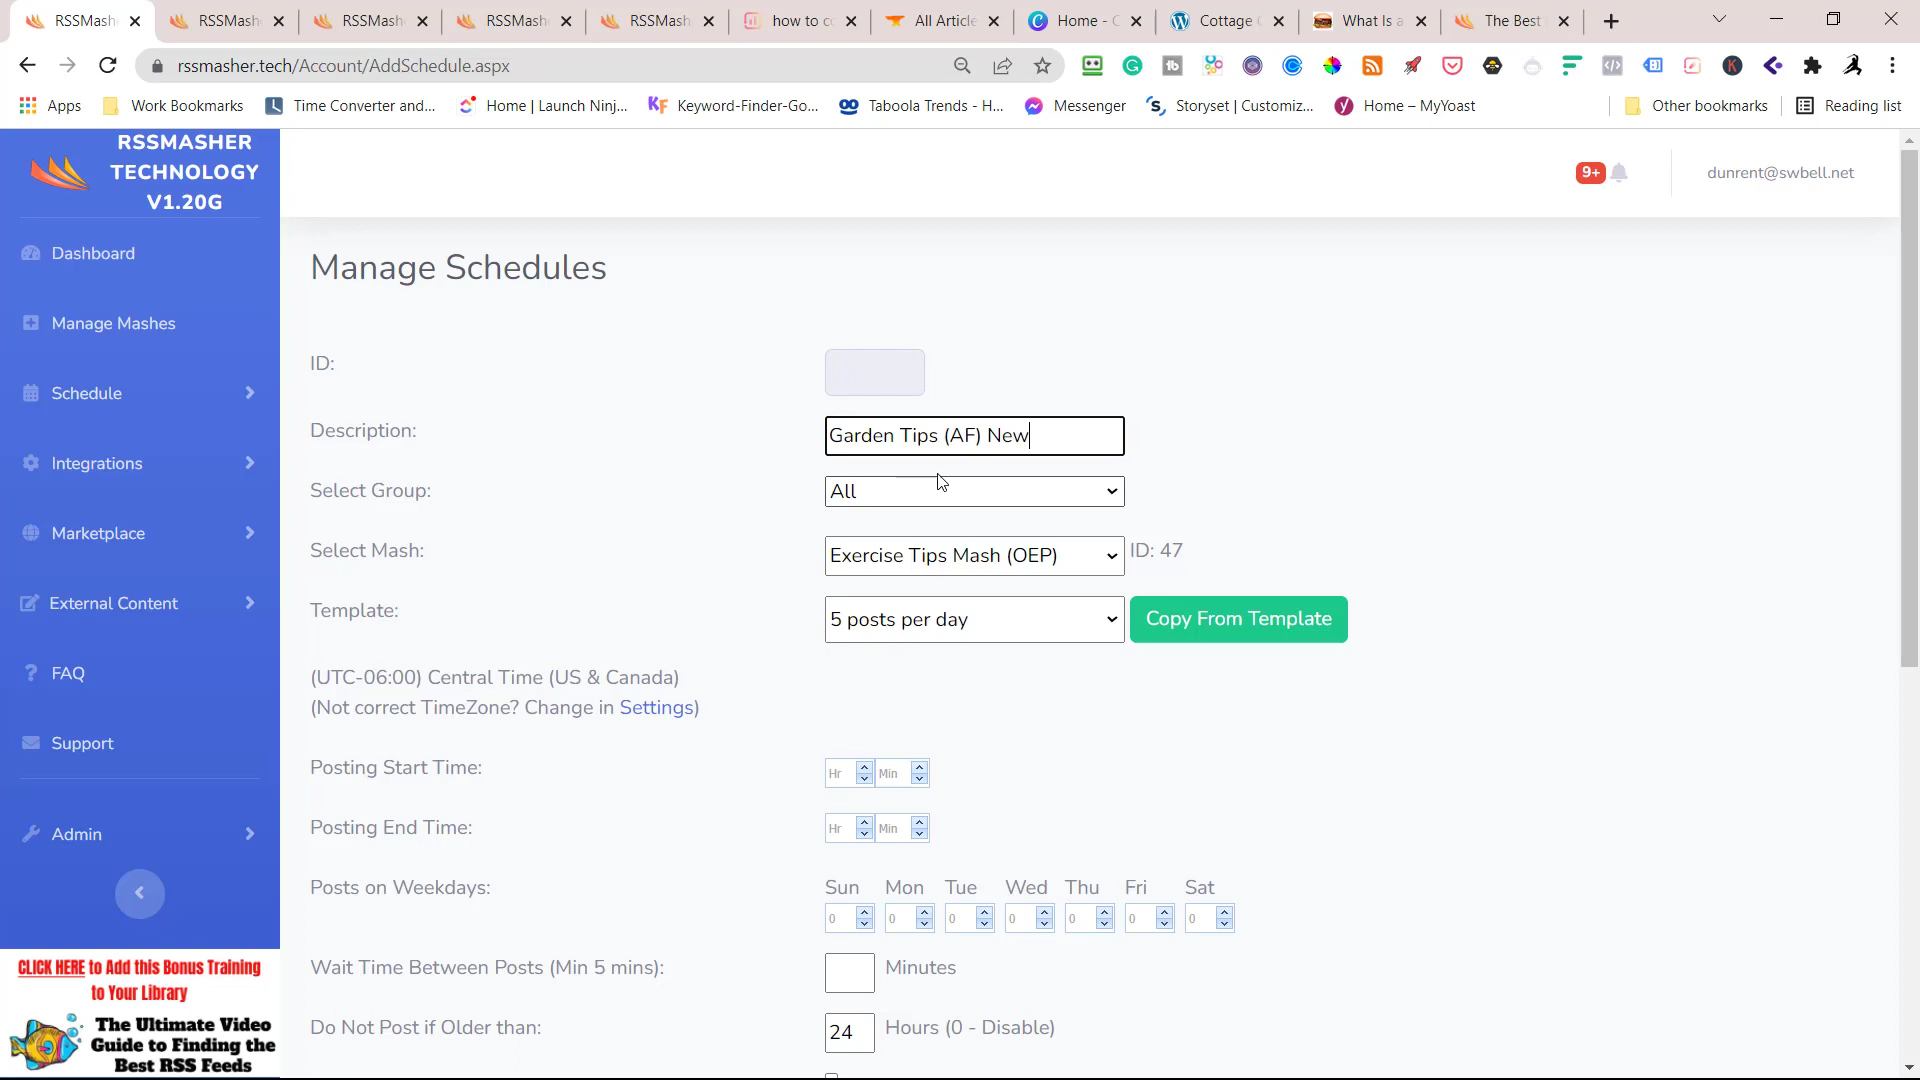 RSSMashe
RSSMashe
RSSMashe
RSSMashe
RSSMashe
how to co
All Article
Home - C
Cottage G
What Is a
The Best
rssmasher.tech/Account/AddSchedule.aspx
Apps
Work Bookmarks
Time Converter and...
Home | Launch Ninj...
Keyword-Finder-Go...
Taboola Trends - H...
Messenger
Storyset | Customiz...
Home – MyYoast
Other bookmarks
Reading list
RSSMASHER
TECHNOLOGY
V1.20G
9+
dunrent@swbell.net
Dashboard
Manage Mashes
Schedule
Integrations
Marketplace
External Content
FAQ
Support
Admin
CLICK HERE to Add this Bonus Training
to Your Library
The Ultimate Video
Guide to Finding the
Best RSS Feeds
Manage Schedules
ID:
Description:
Garden Tips (AF) New
Select Group:
All
Select Mash:
Exercise Tips Mash (OEP)
ID: 47
Template:
5 posts per day
Copy From Template
(UTC-06:00) Central Time (US & Canada)
(Not correct TimeZone? Change in Settings)
Posting Start Time:
Hr
Min
Posting End Time:
Hr
Min
Posts on Weekdays:
Sun Mon Tue Wed Thu Fri Sat
0 0 0 0 0 0 0
Wait Time Between Posts (Min 5 mins):
Minutes
Do Not Post if Older than:
24
Hours (0 - Disable)